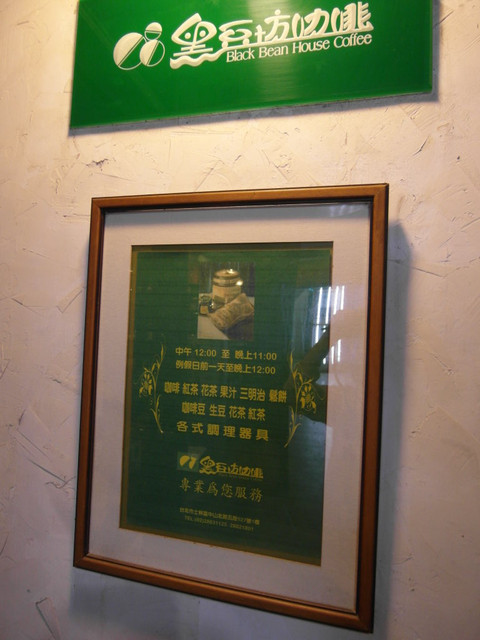 黑豆坊咖啡
Black Bean House Coffee
中午 12:00 至 晚上11:00
例假日前一天至晚上12:00
咖啡 紅茶 花茶 果汁 三明治 鬆餅
咖啡豆 生豆 花茶 紅茶
各式調理器具
黑豆坊咖啡
專業為您服務